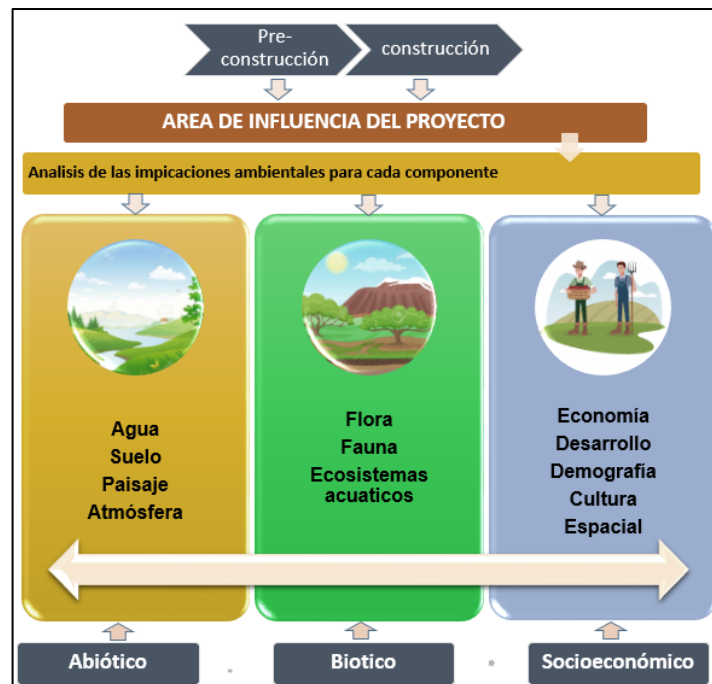 Pre-
construcción
construcción
AREA DE INFLUENCIA DEL PROYECTO
Analisis de las impicaciones ambientales para cada componente
Agua
Suelo
Paisaje
Atmósfera
Flora
Fauna
Ecosistemas
acuaticos
Economía
Desarrollo
Demografía
Cultura
Espacial
Abiótico
Biotico
Socioeconómico